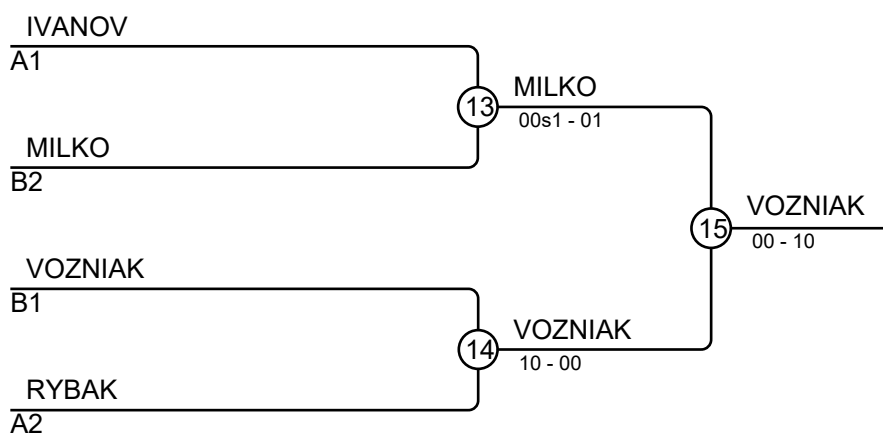 IVANOV
A1
13
MILKO
00s1 - 01
MILKO
B2
15
VOZNIAK
00 - 10
VOZNIAK
B1
14
VOZNIAK
10 - 00
RYBAK
A2